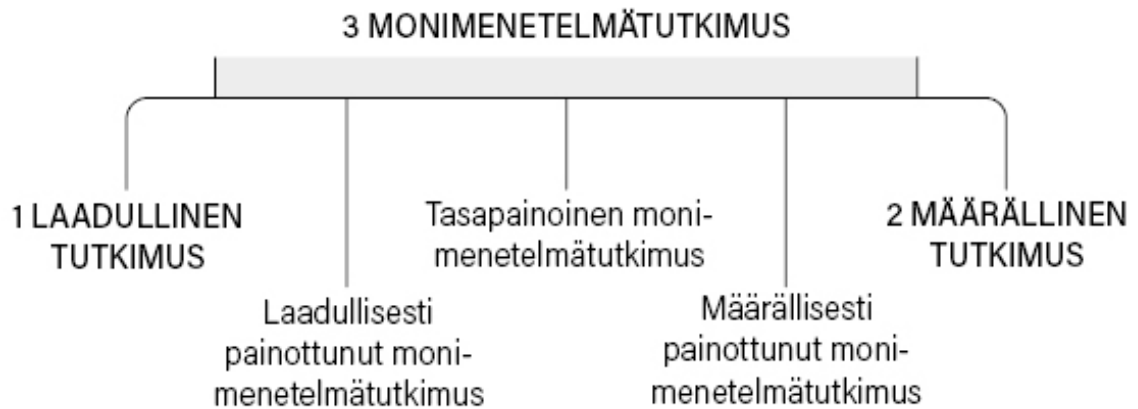 3 MONIMENETELMÄTUTKIMUS
1 LAADULLINEN
TUTKIMUS
Laadullisesti
painottunut moni-
menetelmätutkimus
Tasapainoinen moni-
menetelmätutkimus
Määrällisesti
painottunut moni-
menetelmätutkimus
2 MÄÄRÄLLINEN
TUTKIMUS